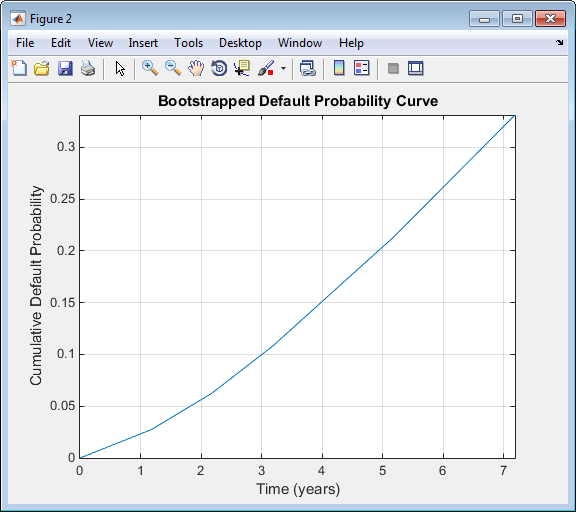 Figure 2
File Edit View Insert Tools Desktop Window Help
Bootstrapped Default Probability Curve
Cumulative Default Probability
0.3
0.25
0.2
0.15
0.1
0.05
0
0 1 2 3 4 5 6 7
Time (years)